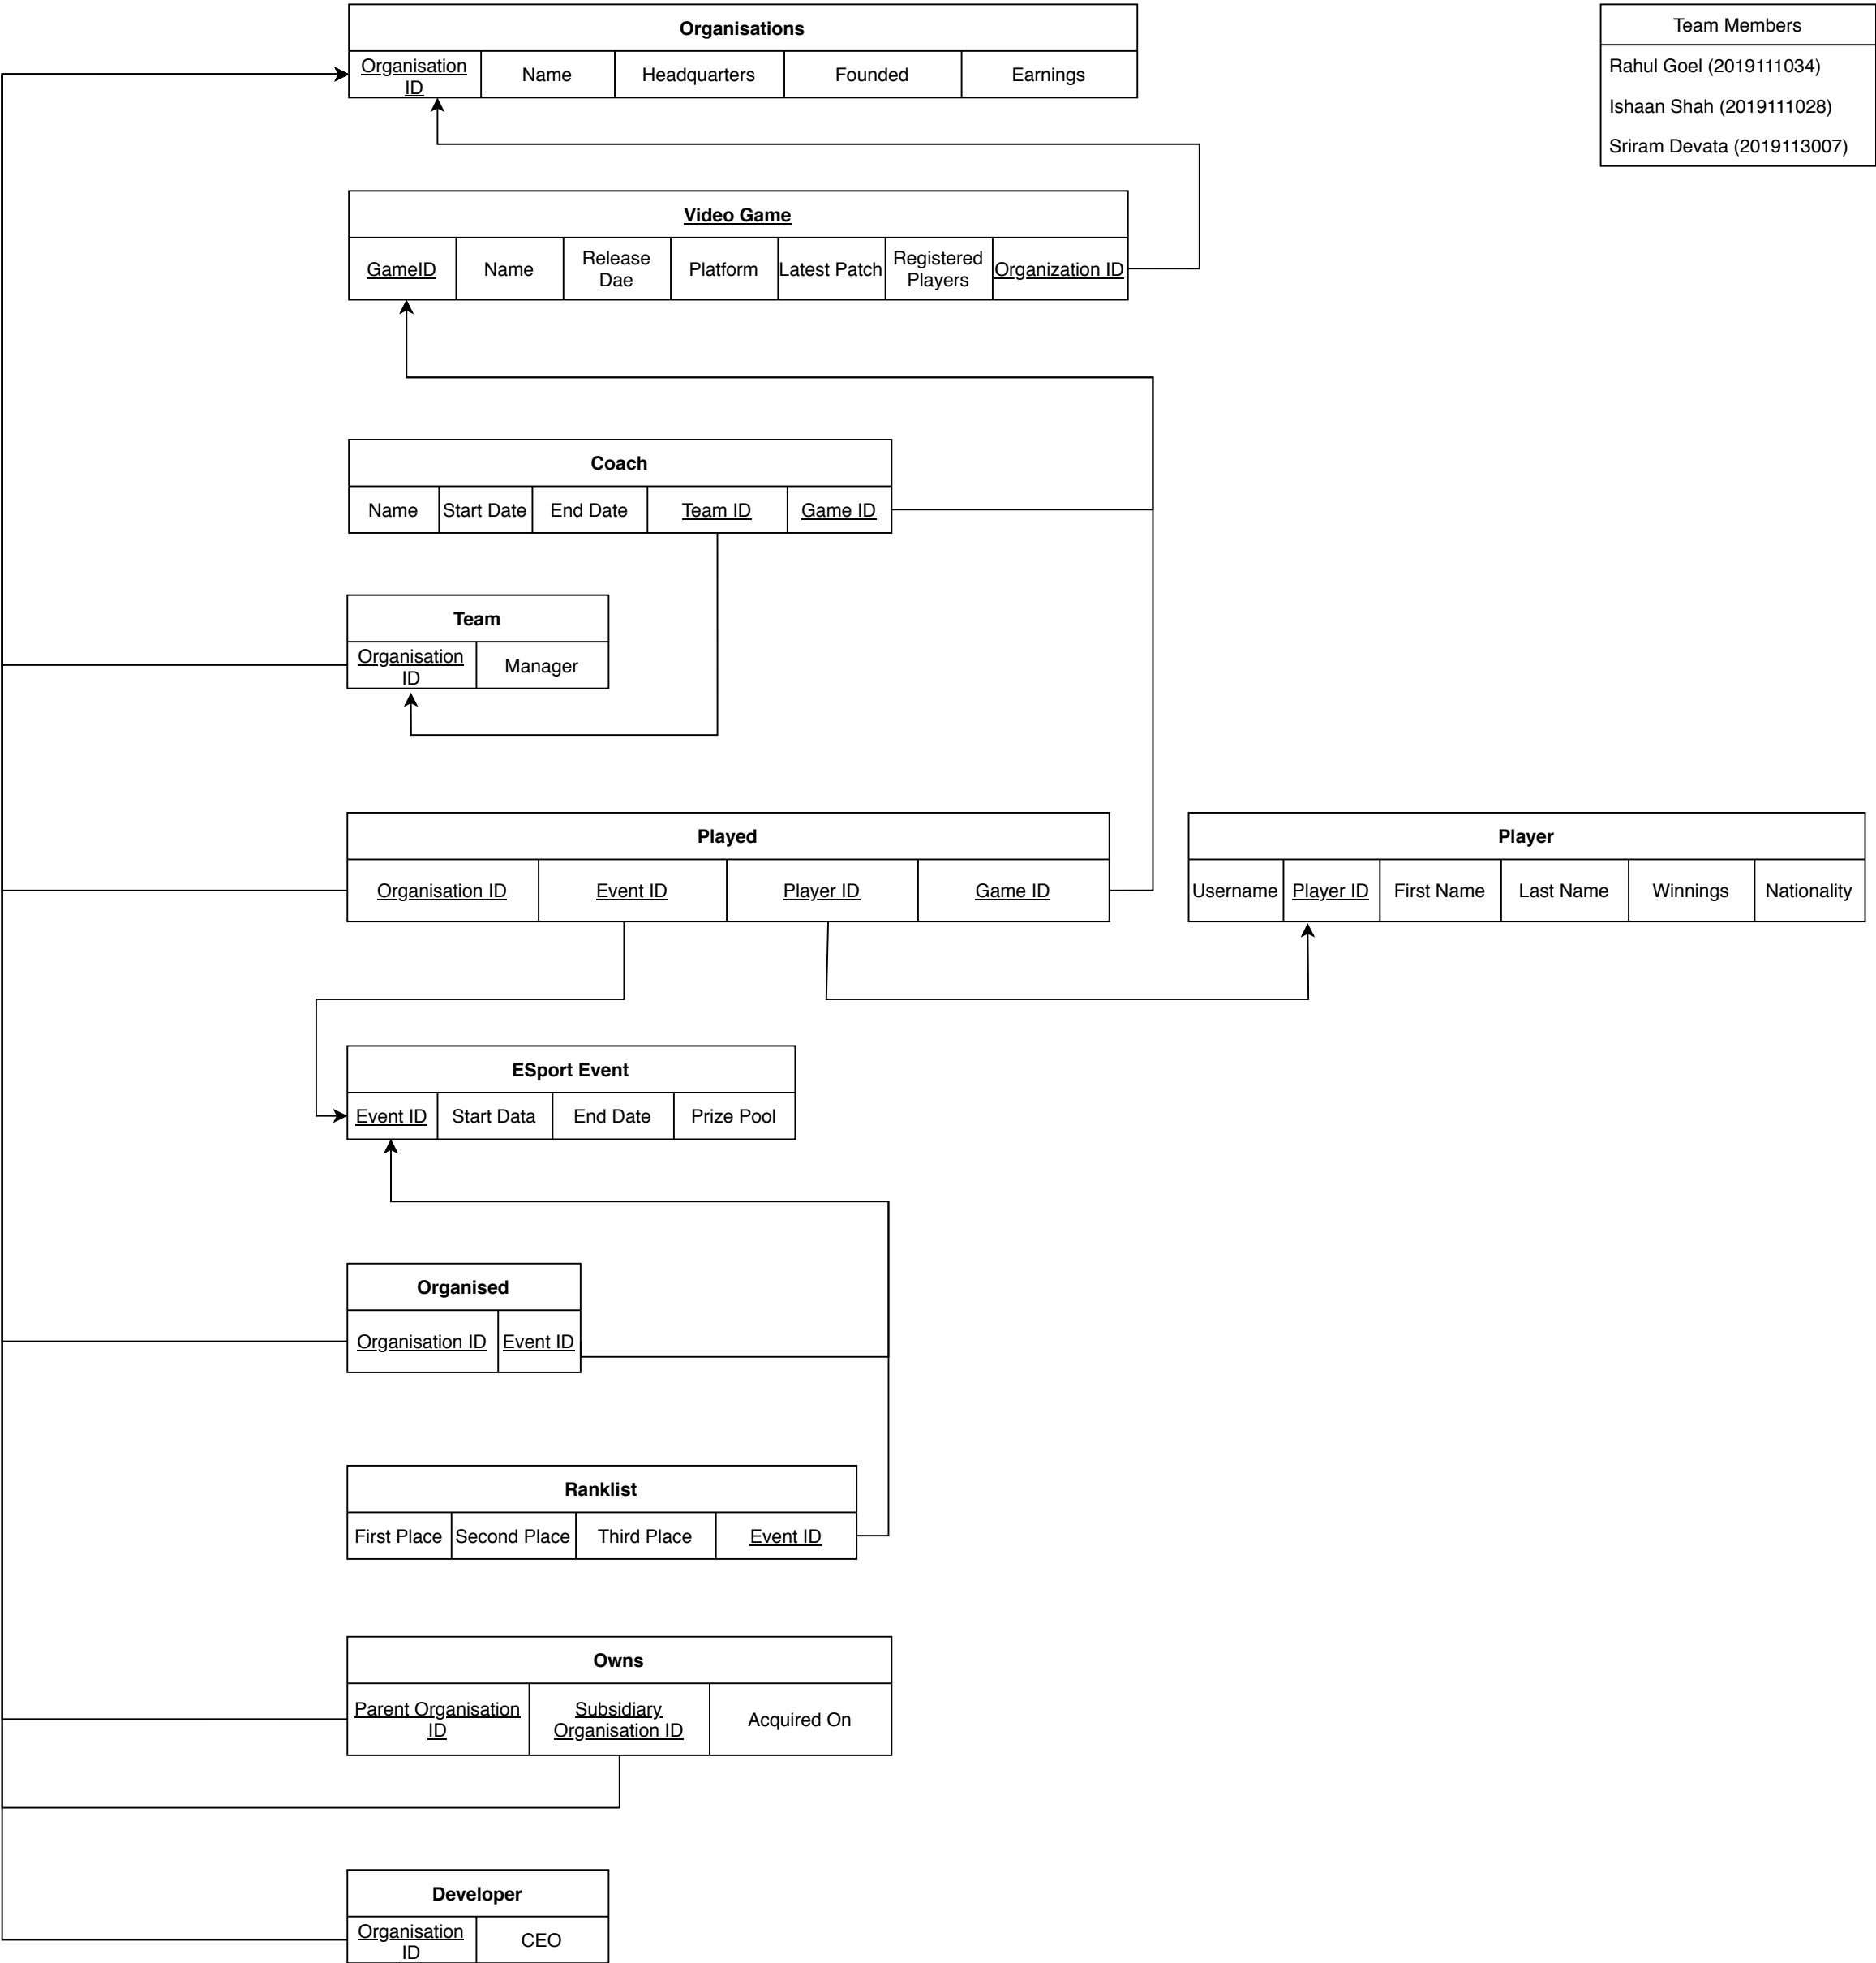 Organisations
Organisation
ID
Name
Headquarters
Founded
Earnings
Team Members
Rahul Goel (2019111034)
Ishaan Shah (2019111028)
Sriram Devata (2019113007)
Video Game
GameID
Name
Release
Dae
Platform
Latest Patch
Registered
Players
Organization ID
Coach
Name
Start Date
End Date
Team ID
Game ID
Team
Organisation
ID
Manager
Played
Organisation ID
Event ID
Player ID
Game ID
Player
Username
Player ID
First Name
Last Name
Winnings
Nationality
ESport Event
Event ID
Start Data
End Date
Prize Pool
Organised
Organisation ID
Event ID
Ranklist
First Place
Second Place
Third Place
Event ID
Owns
Parent Organisation
ID
Subsidiary
Organisation ID
Acquired On
Developer
Organisation
ID
CEO